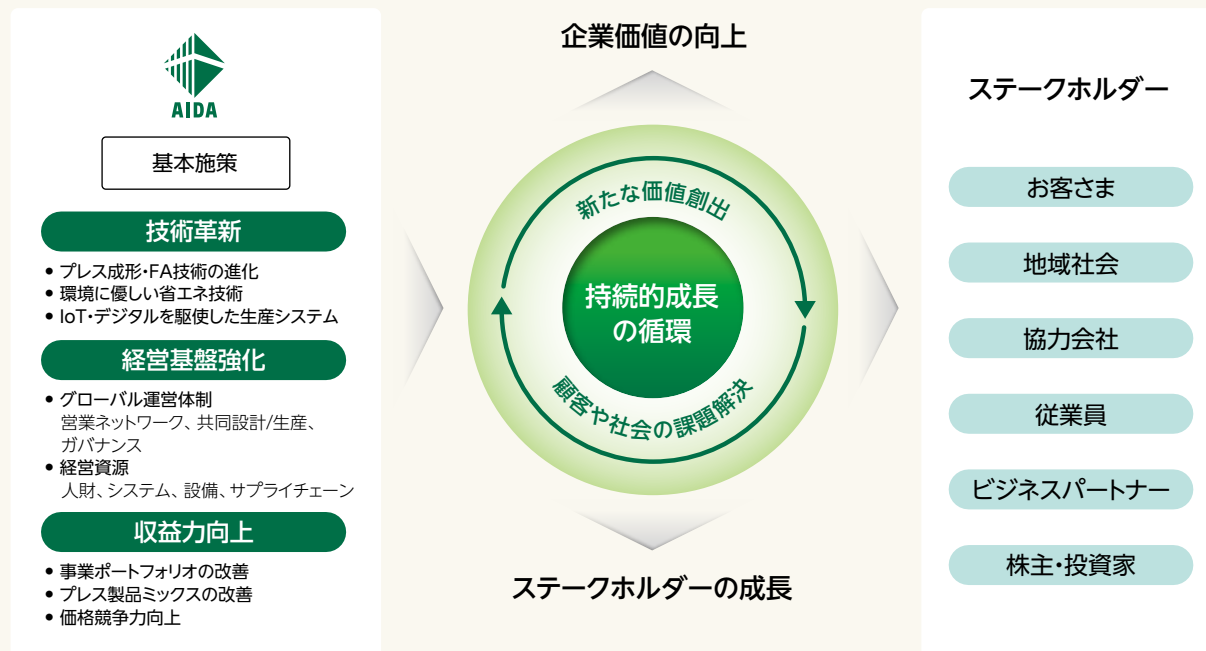 AIDA
基本施策
技術革新
• プレス成形・FA技術の進化
• 環境に優しい省エネ技術
• IoT・デジタルを駆使した生産システム
経営基盤強化
• グローバル運営体制
営業ネットワーク、共同設計/生産、
ガバナンス
• 経営資源
人財、システム、設備、サプライチェーン
収益力向上
• 事業ポートフォリオの改善
• プレス製品ミックスの改善
• 価格競争力向上
企業価値の向上
新たな価値創出
持続的成長
の循環
顧客や社会の課題解決
ステークホルダーの成長
ステークホルダー
お客さま
地域社会
協力会社
従業員
ビジネスパートナー
株主・投資家